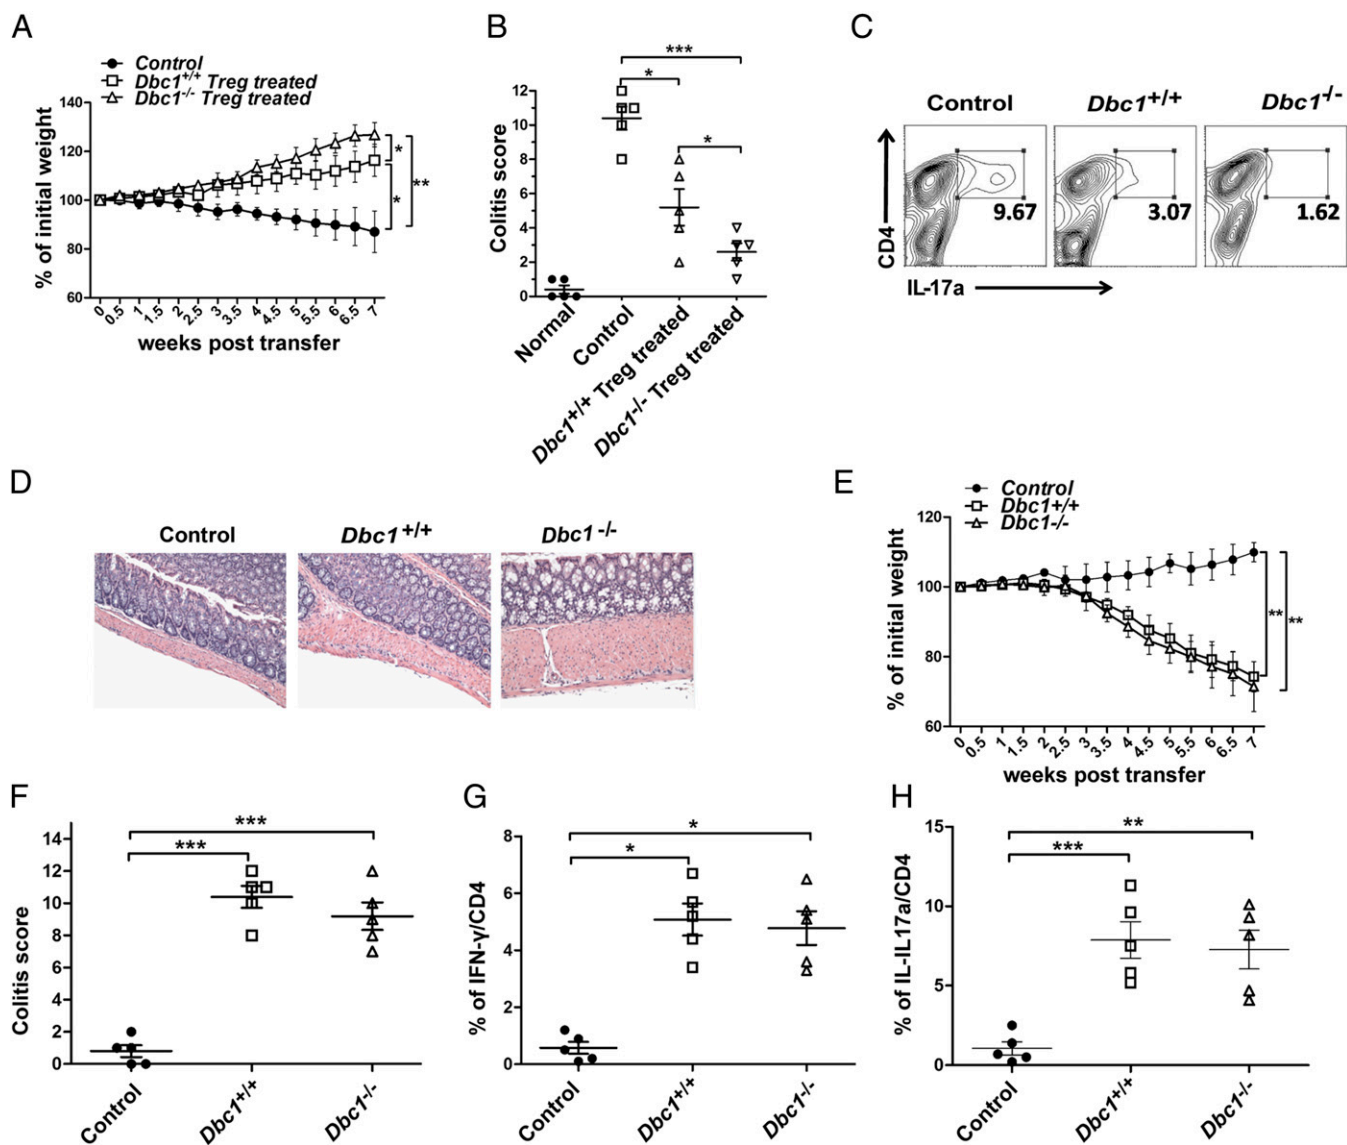 A
Control
Dbc1+/+ Treg treated
Dbc1-/- Treg treated
140
120
100
80
60
% of initial weight
*
*
**
0 0.5 1 1.5 2 2.5 3 3.5 4 4.5 5 5.5 6 6.5 7
weeks post transfer
B
***
*
*
12
10
8
6
4
2
0
Colitis score
Normal
Control
Dbc1+/+ Treg treated
Dbc1-/- Treg treated
C
Control Dbc1+/+ Dbc1-/-
9.67 3.07 1.62
CD4
IL-17a
D
Control Dbc1+/+ Dbc1-/-
E
Control
Dbc1+/+
Dbc1-/-
120
100
80
60
% of initial weight
** **
0 0.5 1 1.5 2 2.5 3 3.5 4 4.5 5 5.5 6 6.5 7
weeks post transfer
F
***
***
14
12
10
8
6
4
2
0
Colitis score
Control
Dbc1+/+
Dbc1-/-
G
*
*
8
6
4
2
0
% of IFN-γ/CD4
Control
Dbc1+/+
Dbc1-/-
H
**
***
15
10
5
0
% of IL-IL17a/CD4
Control
Dbc1+/+
Dbc1-/-